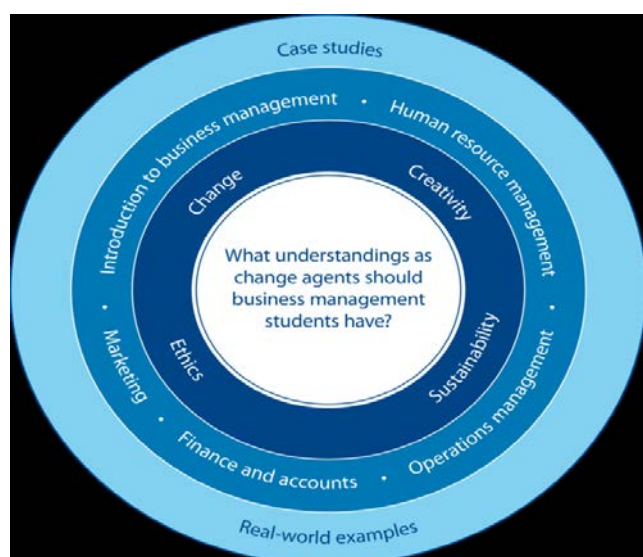 Case studies
Introduction to business management
•
Human resource management
•
Change
Creativity
What understandings as
change agents should
business management
students have?
Ethics
Sustainability
•
Marketing
•
Finance and accounts
•
Operations management
Real-world examples